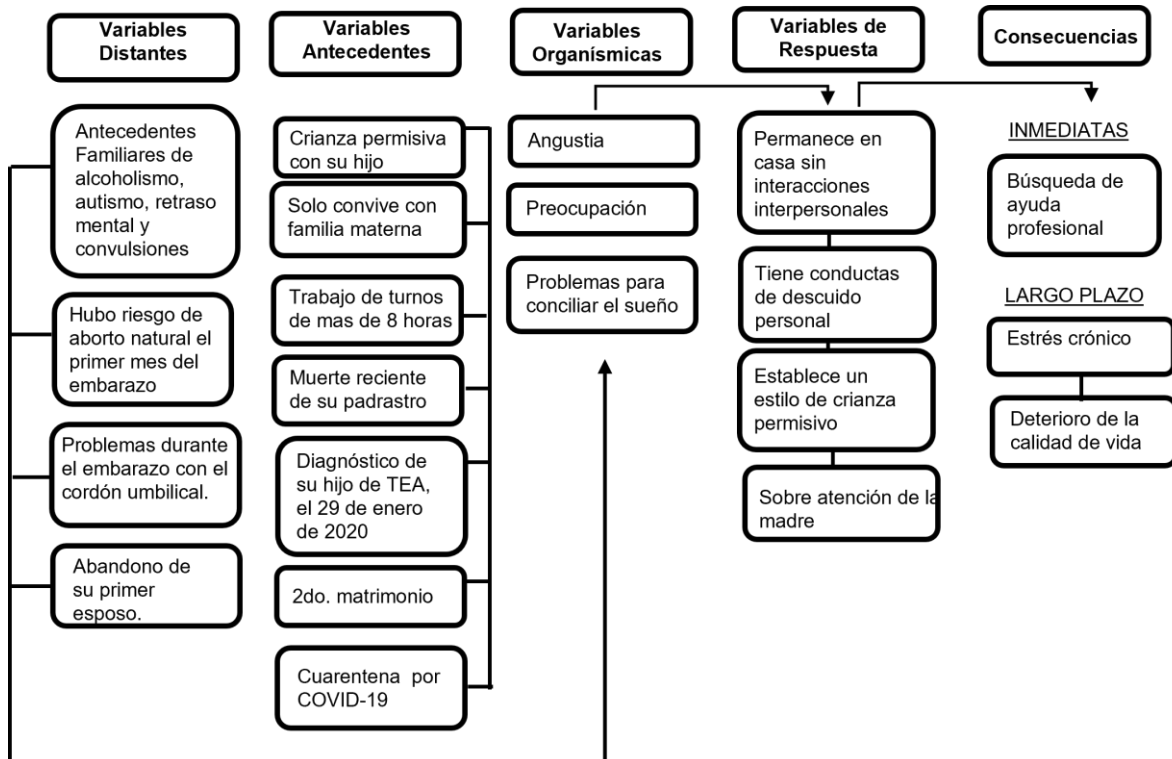 Variables
Distantes
Antecedentes
Familiares de
alcoholismo,
autismo, retraso
mental y
convulsiones
Hubo riesgo de
aborto natural el
primer mes del
embarazo
Problemas durante
el embarazo con el
cordón umbilical.
Abandono de
su primer
esposo.
Variables
Antecedentes
Crianza permisiva
con su hijo
Solo convive con
familia materna
Trabajo de turnos
de mas de 8 horas
Muerte reciente
de su padrastro
Diagnóstico de
su hijo de TEA,
el 29 de enero
de 2020
2do. matrimonio
Cuarentena por
COVID-19
Variables
Organísmicas
Angustia
Preocupación
Problemas para
conciliar el sueño
Variables de
Respuesta
Permanece en
casa sin
interacciones
interpersonales
Tiene conductas
de descuido
personal
Establece un
estilo de crianza
permisivo
Sobre atención de la
madre
Consecuencias
INMEDIATAS
Búsqueda de
ayuda
profesional
LARGO PLAZO
Estrés crónico
Deterioro de la
calidad de vida